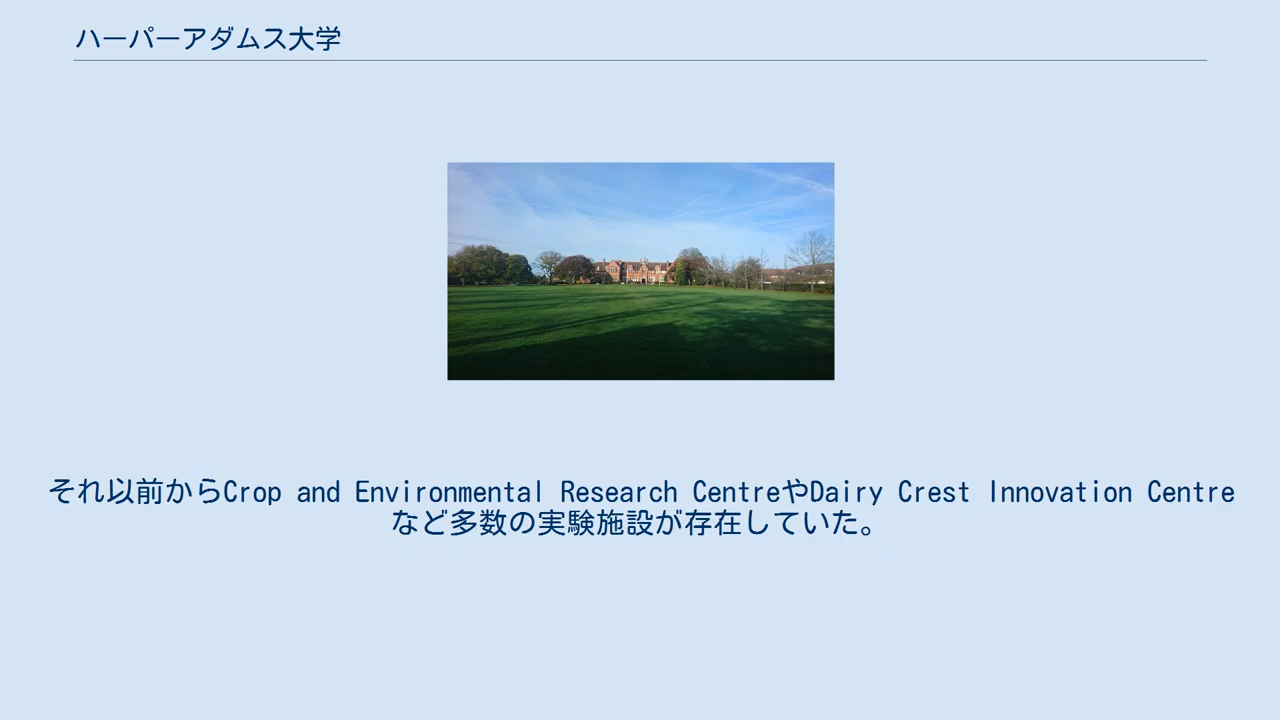 ハーパーアダムス大学
それ以前からCrop and Environmental Research CentreやDairy Crest Innovation Centre
など多数の実験施設が存在していた。